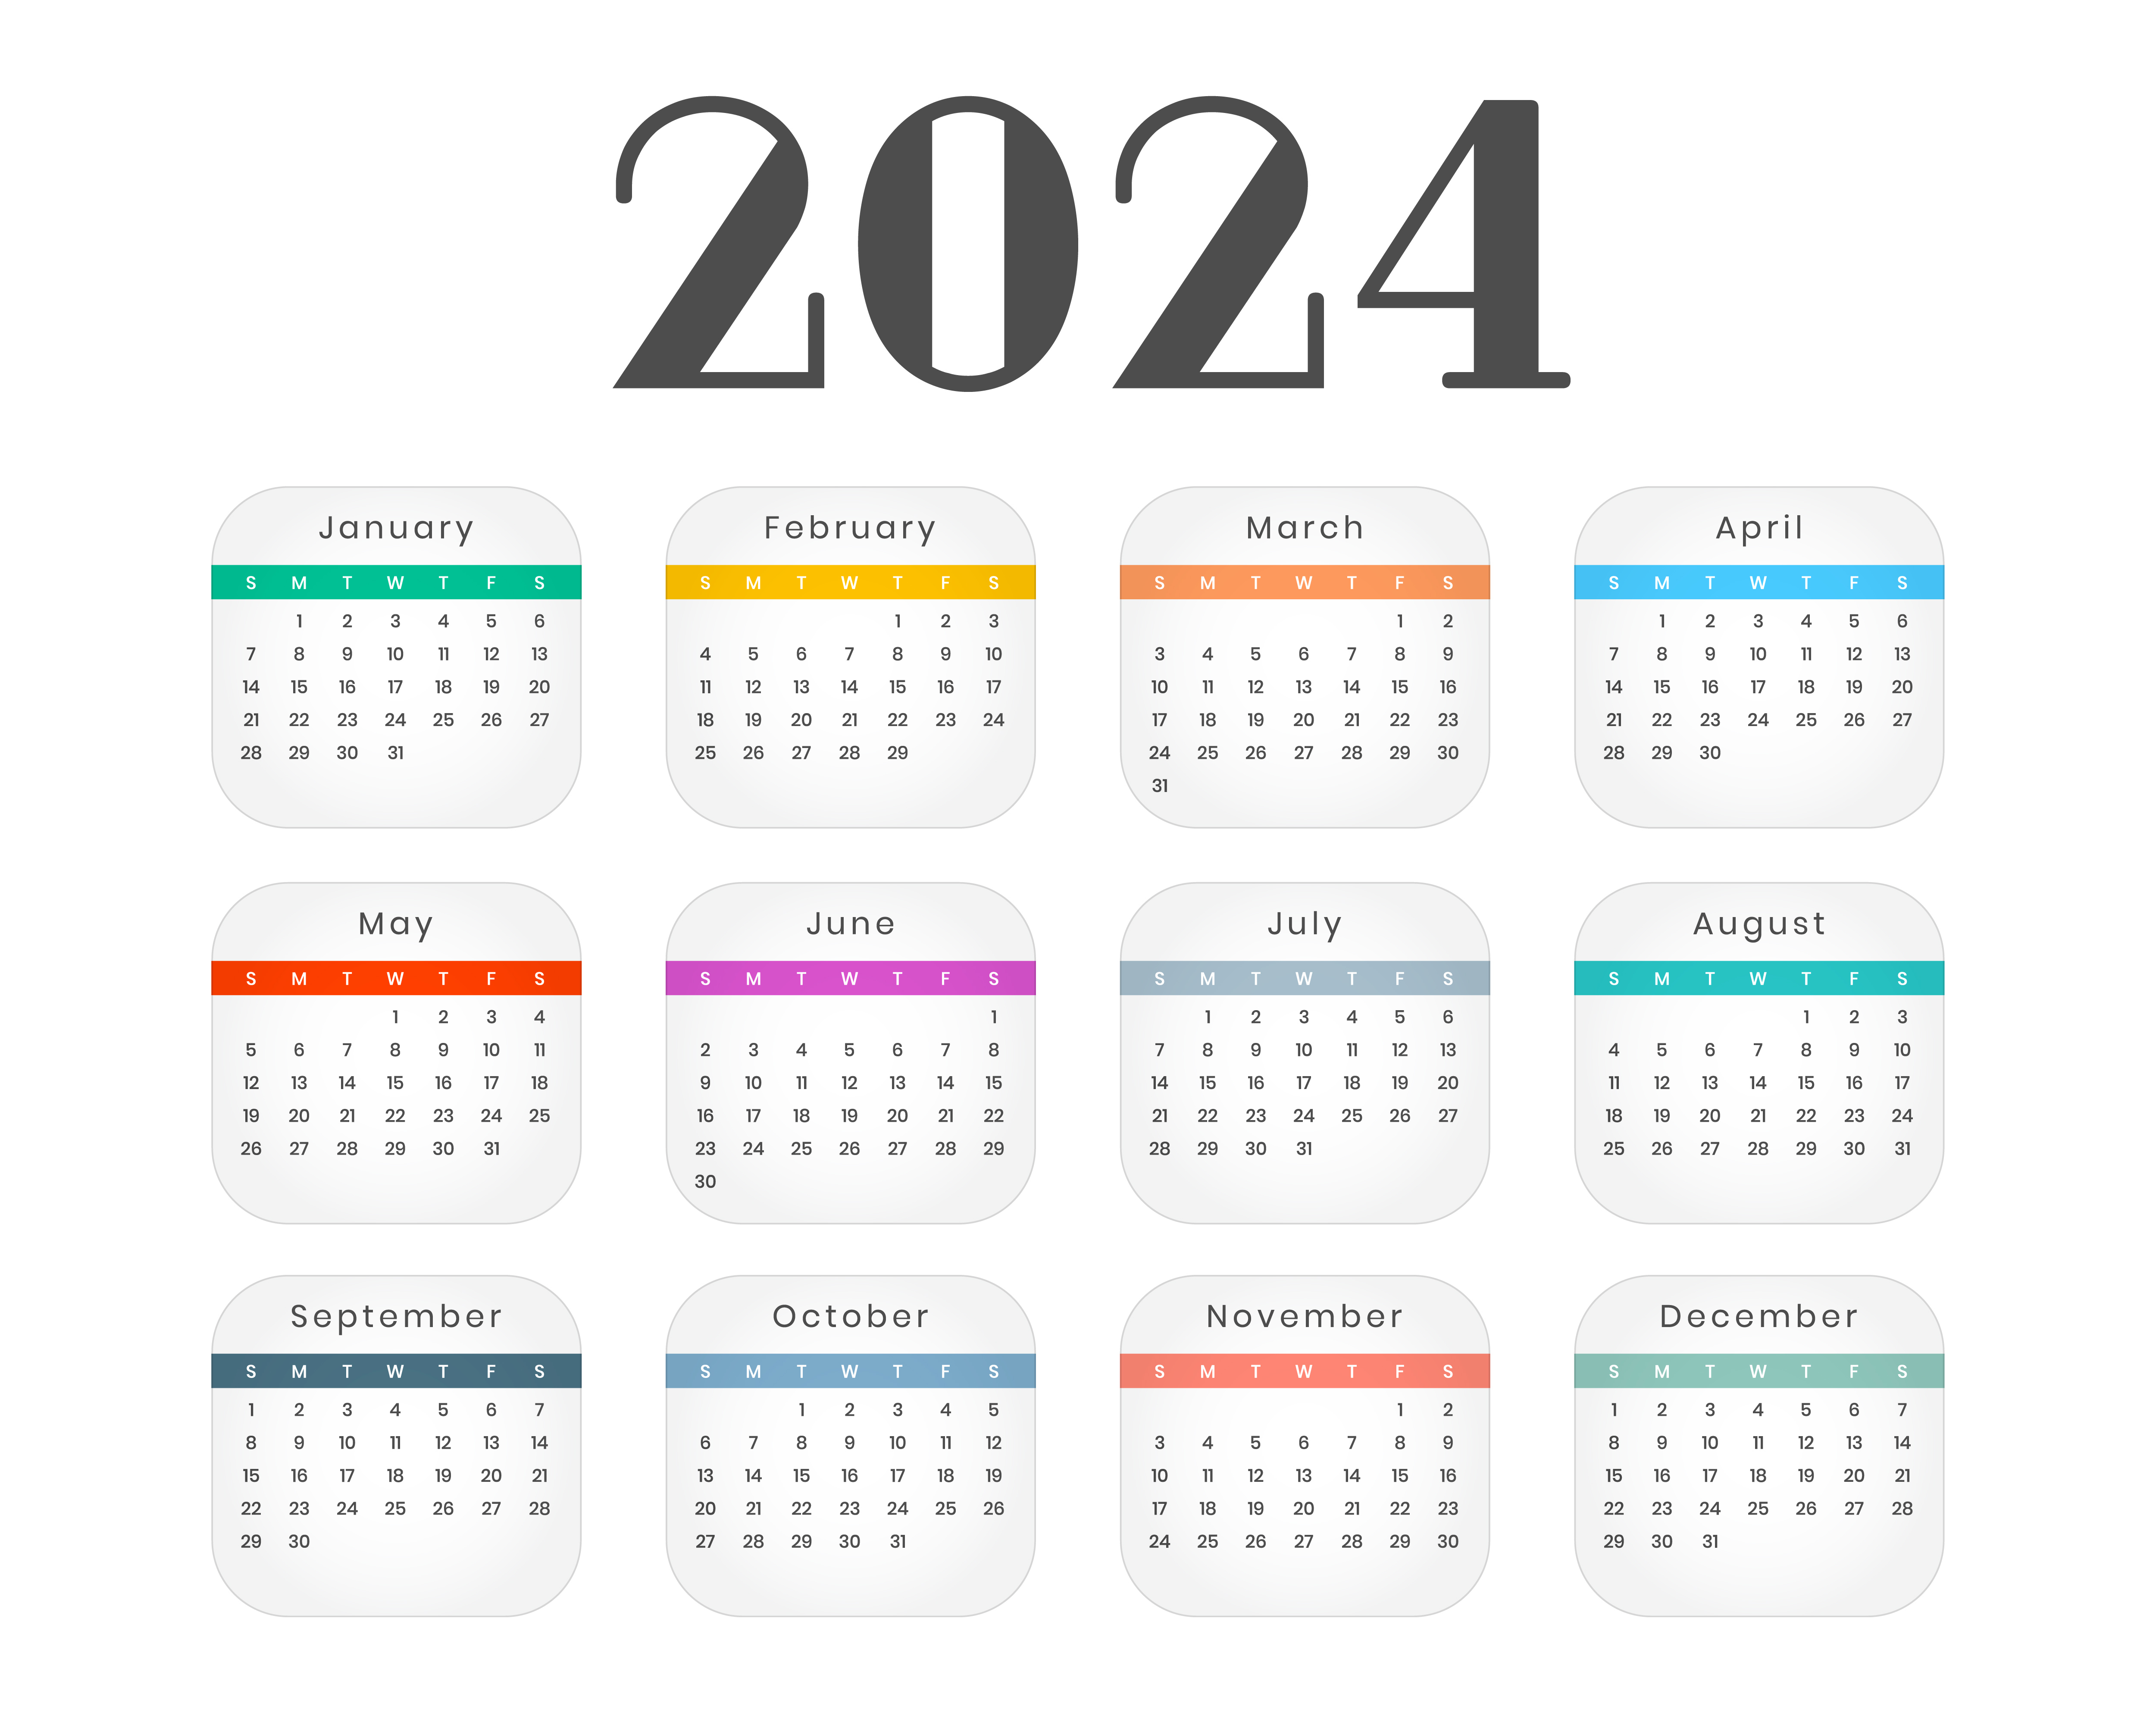 2024
January
S M T W T F S
1 2 3 4 5 6
7 8 9 10 11 12 13
14 15 16 17 18 19 20
21 22 23 24 25 26 27
28 29 30 31
February
S M T W T F S
1 2 3
4 5 6 7 8 9 10
11 12 13 14 15 16 17
18 19 20 21 22 23 24
25 26 27 28 29
March
S M T W T F S
1 2
3 4 5 6 7 8 9
10 11 12 13 14 15 16
17 18 19 20 21 22 23
24 25 26 27 28 29 30
31
April
S M T W T F S
1 2 3 4 5 6
7 8 9 10 11 12 13
14 15 16 17 18 19 20
21 22 23 24 25 26 27
28 29 30
May
S M T W T F S
1 2 3 4
5 6 7 8 9 10 11
12 13 14 15 16 17 18
19 20 21 22 23 24 25
26 27 28 29 30 31
June
S M T W T F S
1
2 3 4 5 6 7 8
9 10 11 12 13 14 15
16 17 18 19 20 21 22
23 24 25 26 27 28 29
30
July
S M T W T F S
1 2 3 4 5 6
7 8 9 10 11 12 13
14 15 16 17 18 19 20
21 22 23 24 25 26 27
28 29 30 31
August
S M T W T F S
1 2 3
4 5 6 7 8 9 10
11 12 13 14 15 16 17
18 19 20 21 22 23 24
25 26 27 28 29 30 31
September
S M T W T F S
1 2 3 4 5 6 7
8 9 10 11 12 13 14
15 16 17 18 19 20 21
22 23 24 25 26 27 28
29 30
October
S M T W T F S
1 2 3 4 5
6 7 8 9 10 11 12
13 14 15 16 17 18 19
20 21 22 23 24 25 26
27 28 29 30 31
November
S M T W T F S
1 2
3 4 5 6 7 8 9
10 11 12 13 14 15 16
17 18 19 20 21 22 23
24 25 26 27 28 29 30
December
S M T W T F S
1 2 3 4 5 6 7
8 9 10 11 12 13 14
15 16 17 18 19 20 21
22 23 24 25 26 27 28
29 30 31